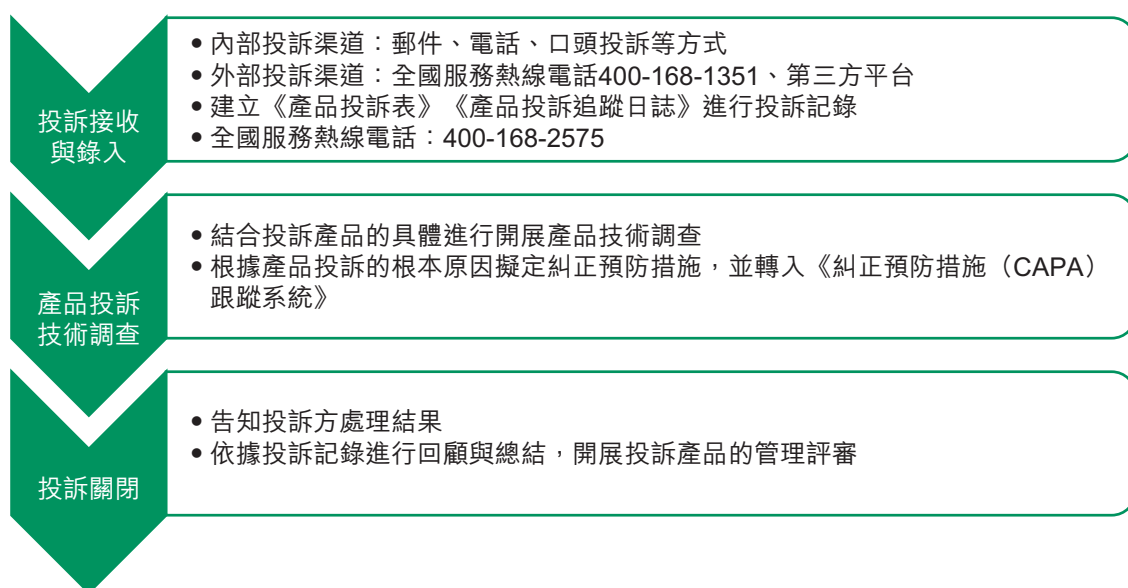 投訴接收
與錄入
● 內部投訴渠道：郵件、電話、口頭投訴等方式
● 外部投訴渠道：全國服務熱線電話400-168-1351、第三方平台
● 建立《產品投訴表》《產品投訴追蹤日誌》進行投訴記錄
● 全國服務熱線電話：400-168-2575
產品投訴
技術調查
● 結合投訴產品的具體進行開展產品技術調查
● 根據產品投訴的根本原因擬定糾正預防措施，並轉入《糾正預防措施（CAPA）
跟蹤系統》
投訴關閉
● 告知投訴方處理結果
● 依據投訴記錄進行回顧與總結，開展投訴產品的管理評審